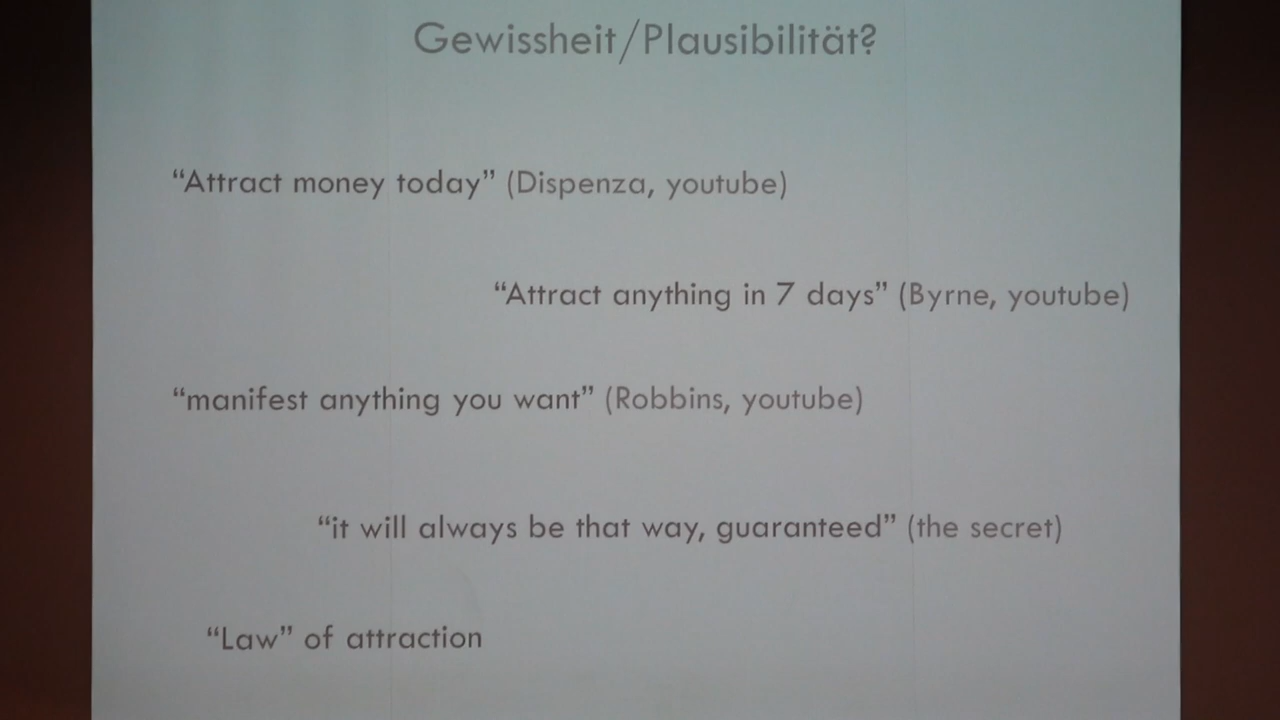 Gewissheit/Plausibilität?
“Attract money today” (Dispenza, youtube)
“Attract anything in 7 days” (Byrne, youtube)
“manifest anything you want” (Robbins, youtube)
“it will always be that way, guaranteed” (the secret)
“Law” of attraction